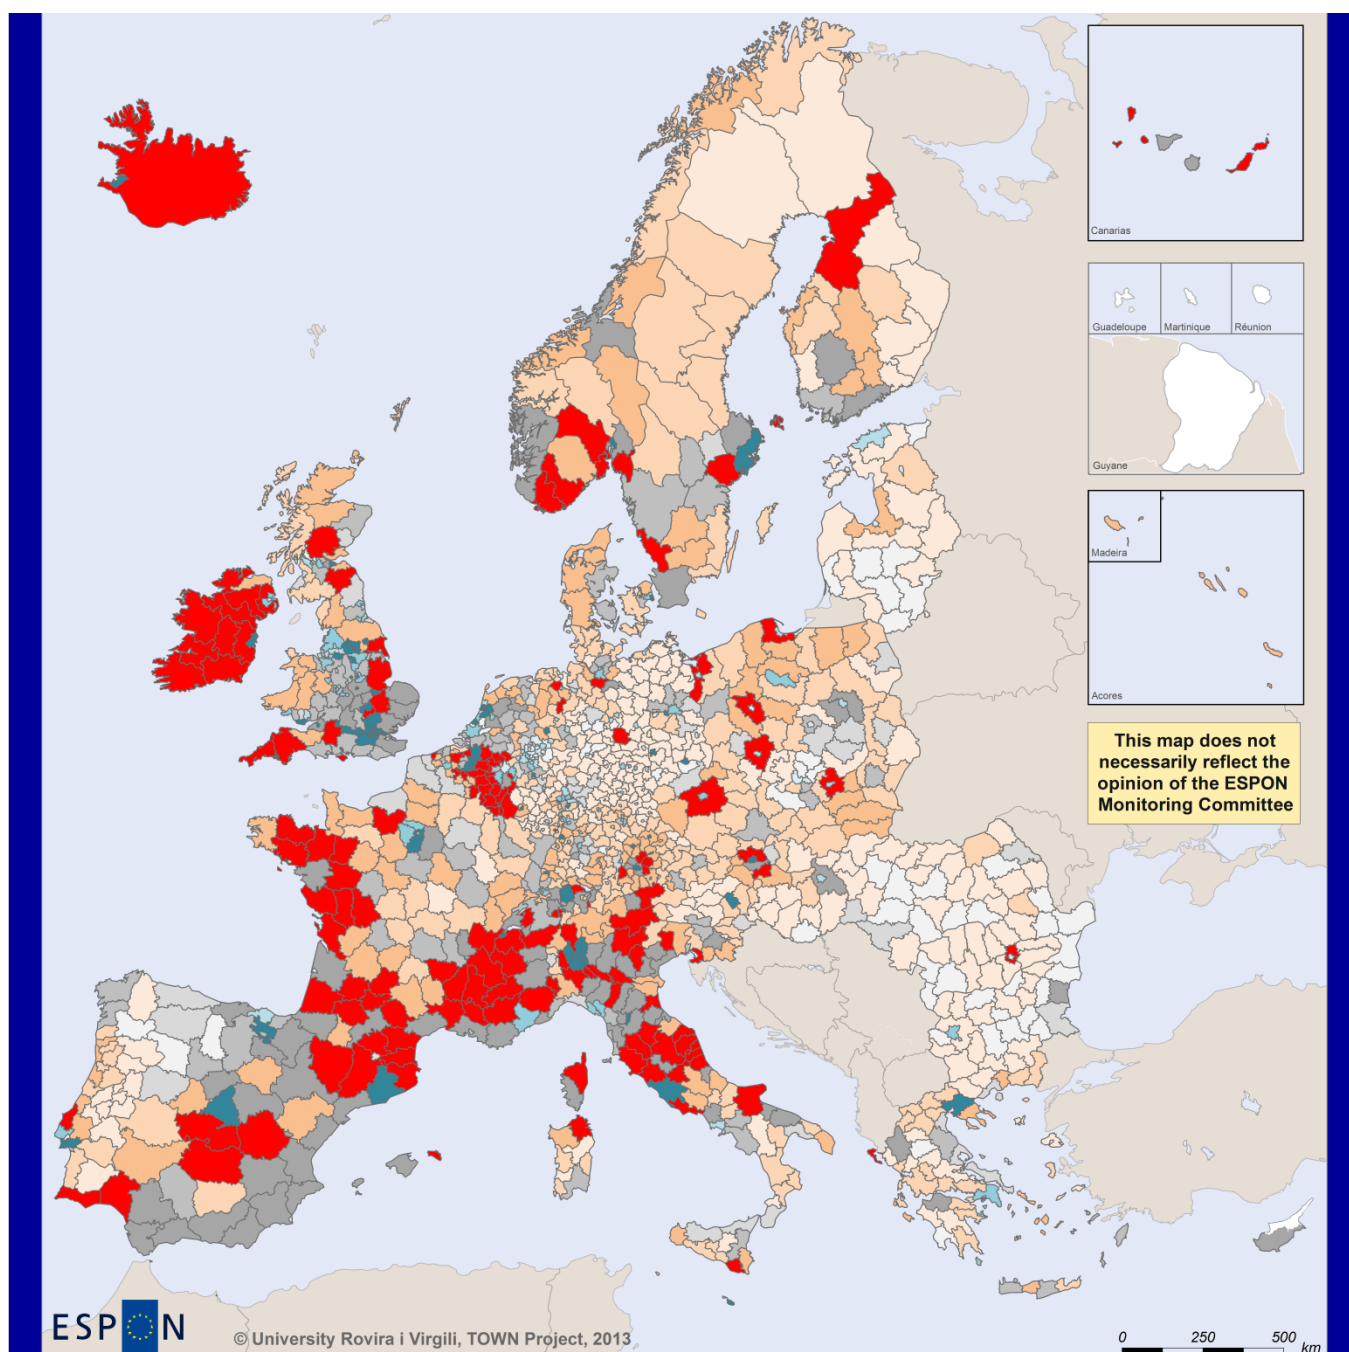 Canarias
Guadeloupe
Martinique
Réunion
Guyane
Madeira
Acores
This map does not
necessarily reflect the
opinion of the ESPON
Monitoring Committee
ESPON
© University Rovira i Virgili, TOWN Project, 2013
0 250 500
km